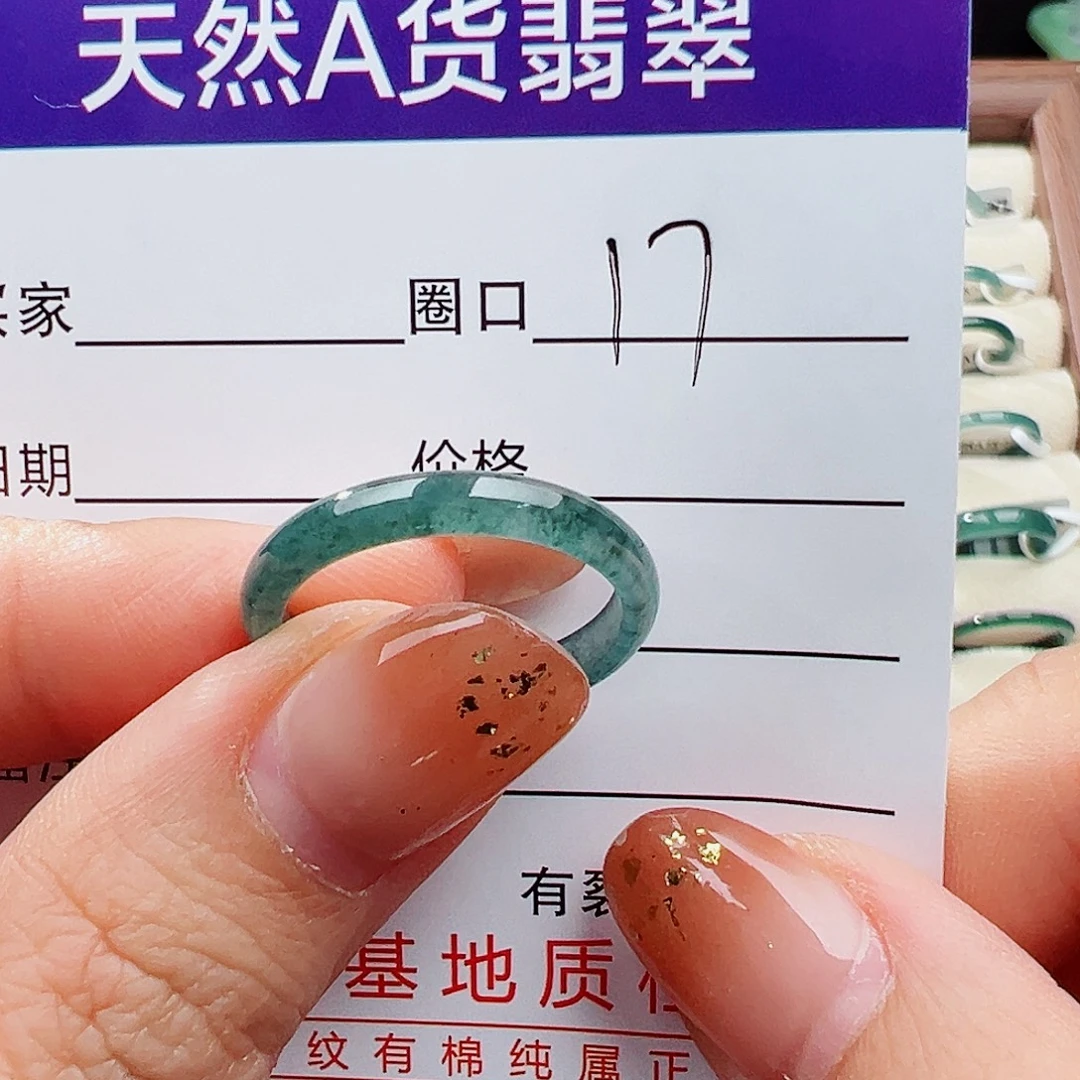 天然A货翡翠
家 圈口 17
期 价格
有裂
基地质
纹有棉纯属正